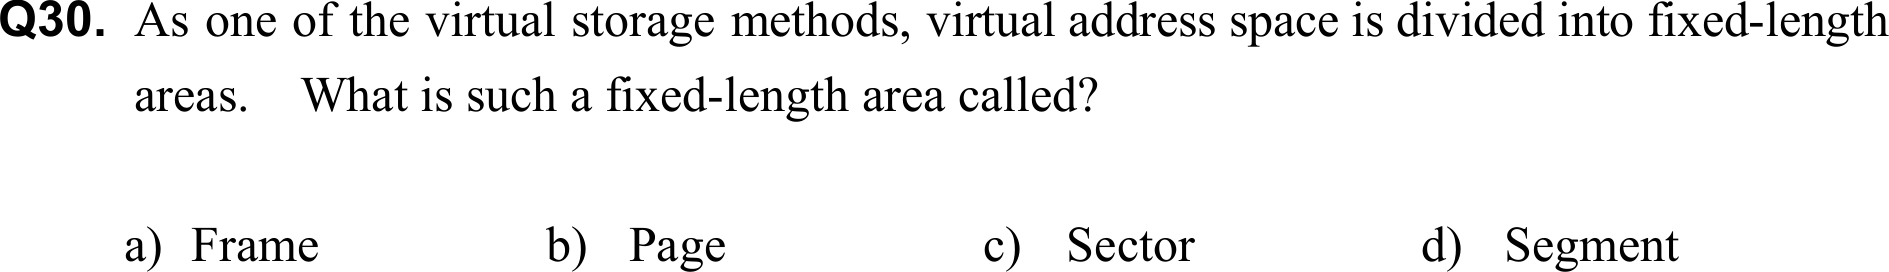 Q30. As one of the virtual storage methods, virtual address space is divided into fixed-length
areas. What is such a fixed-length area called?
a) Frame b) Page c) Sector d) Segment